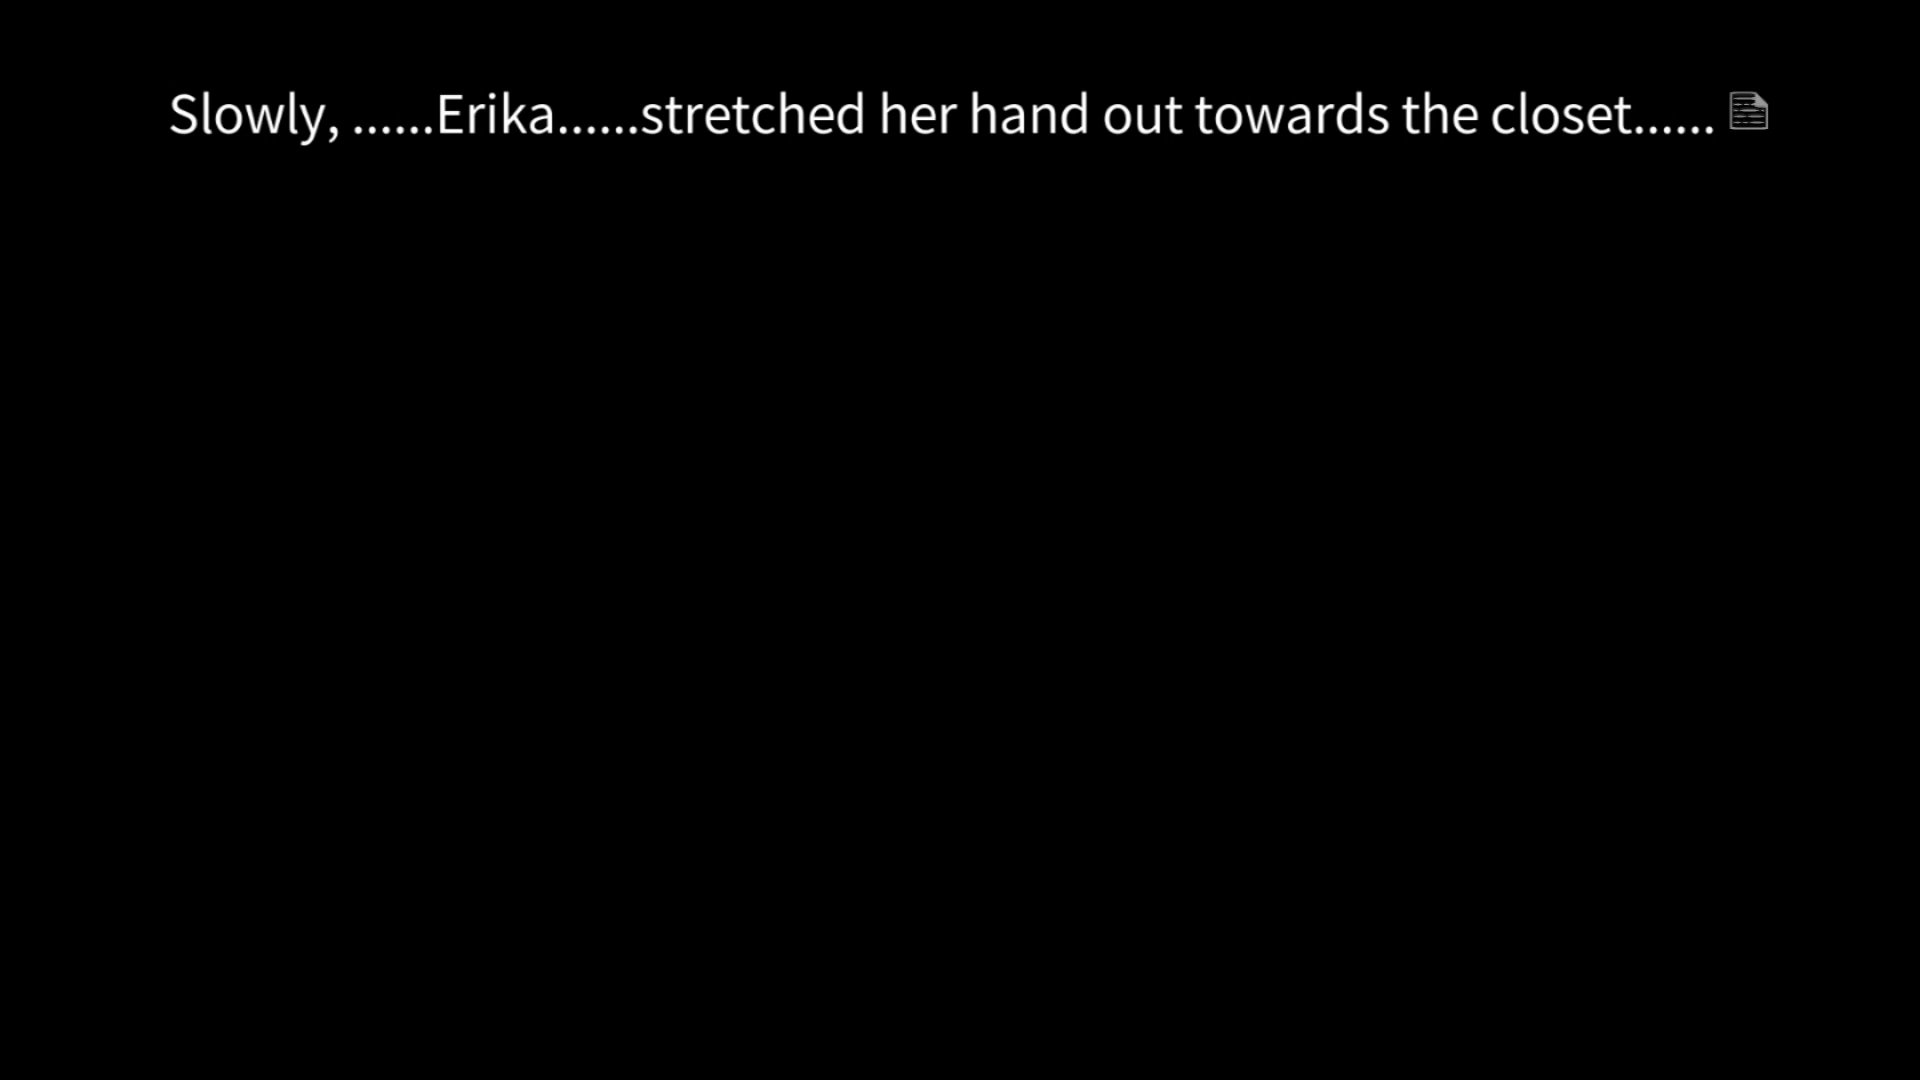 Slowly, ......Erika......stretched her hand out towards the closet......